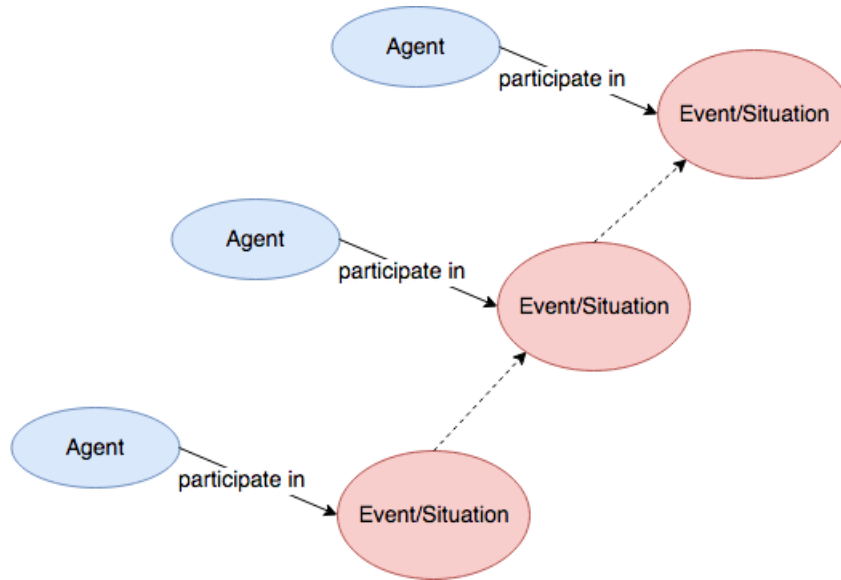 Agent
participate in
Event/Situation
Agent
participate in
Event/Situation
Agent
participate in
Event/Situation